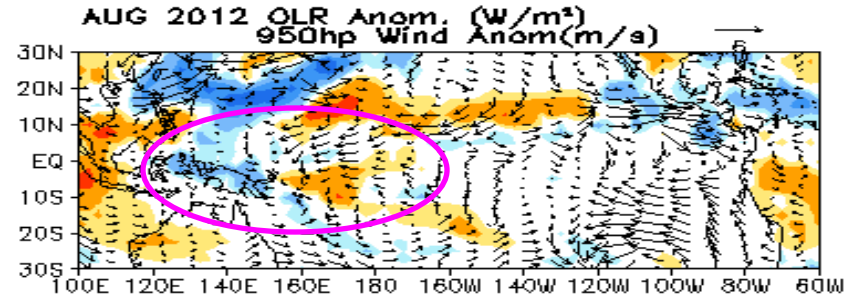 AUG 2012 OLR Anom. (W/m²)
950hp Wind Anom(m/s)
6
30N
20N
10N
EQ
10S
20S
30S
100E 120E 140E 160E 180 160W 140W 120W 100W 80W 60W